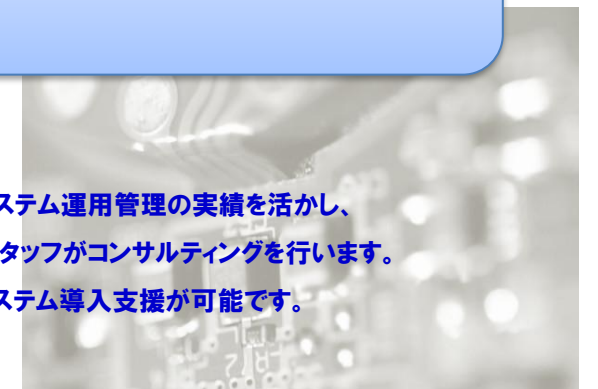 ステム運用管理の実績を活かし、
タッフがコンサルティングを行います。
ステム導入支援が可能です。